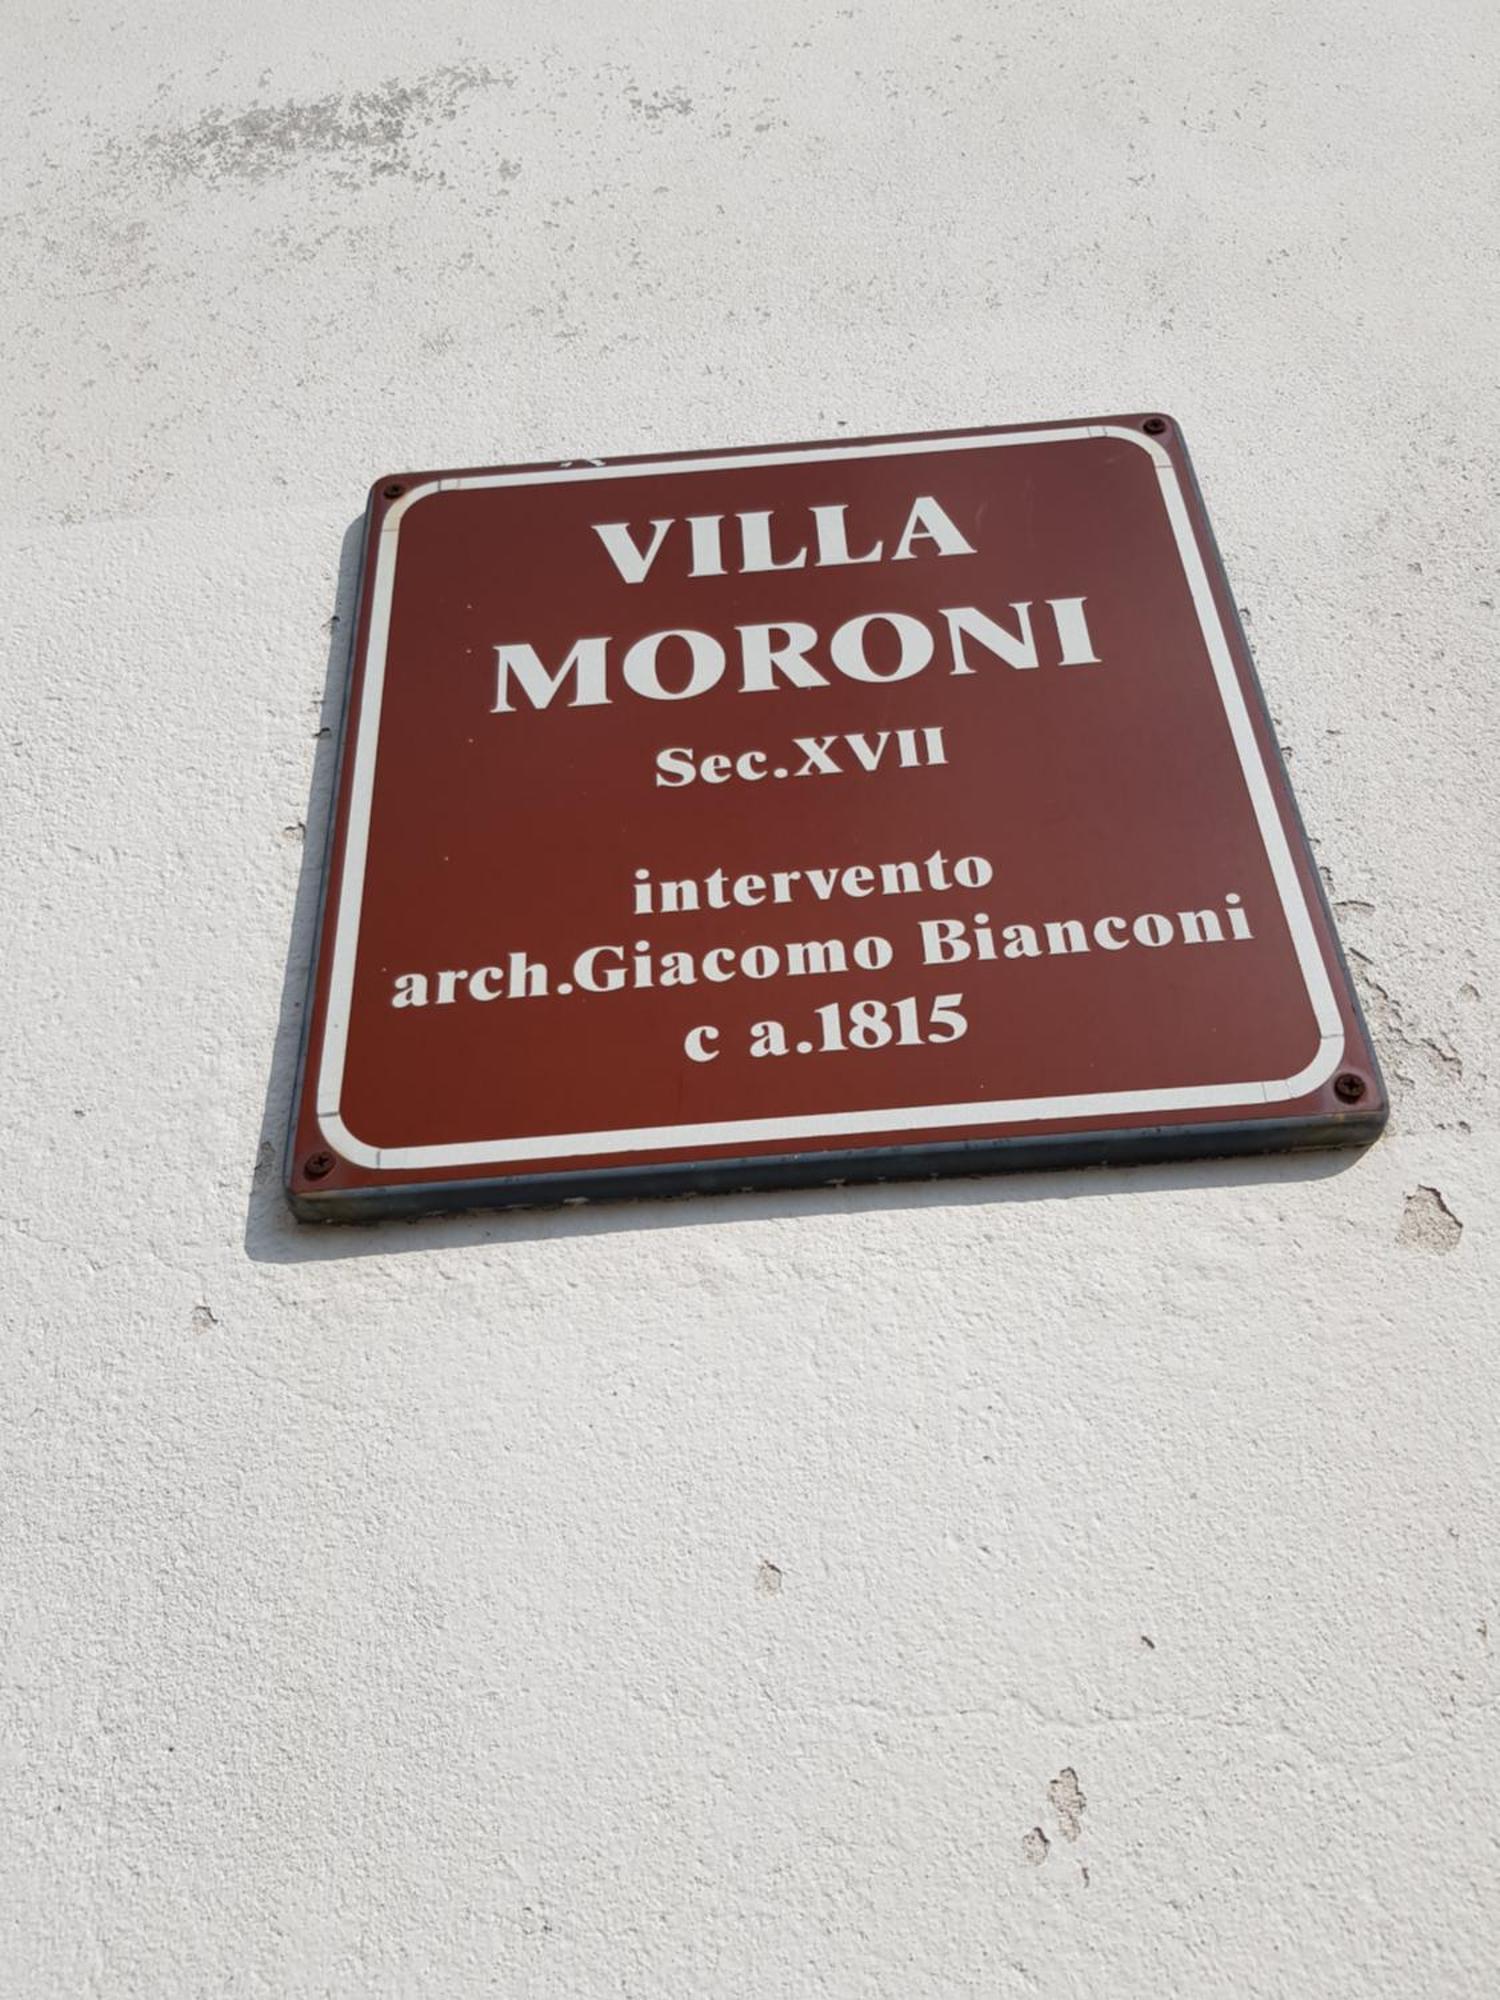 VILLA
MORONI
Sec.XVII
intervento
arch.Giacomo Bianconi
c a.1815